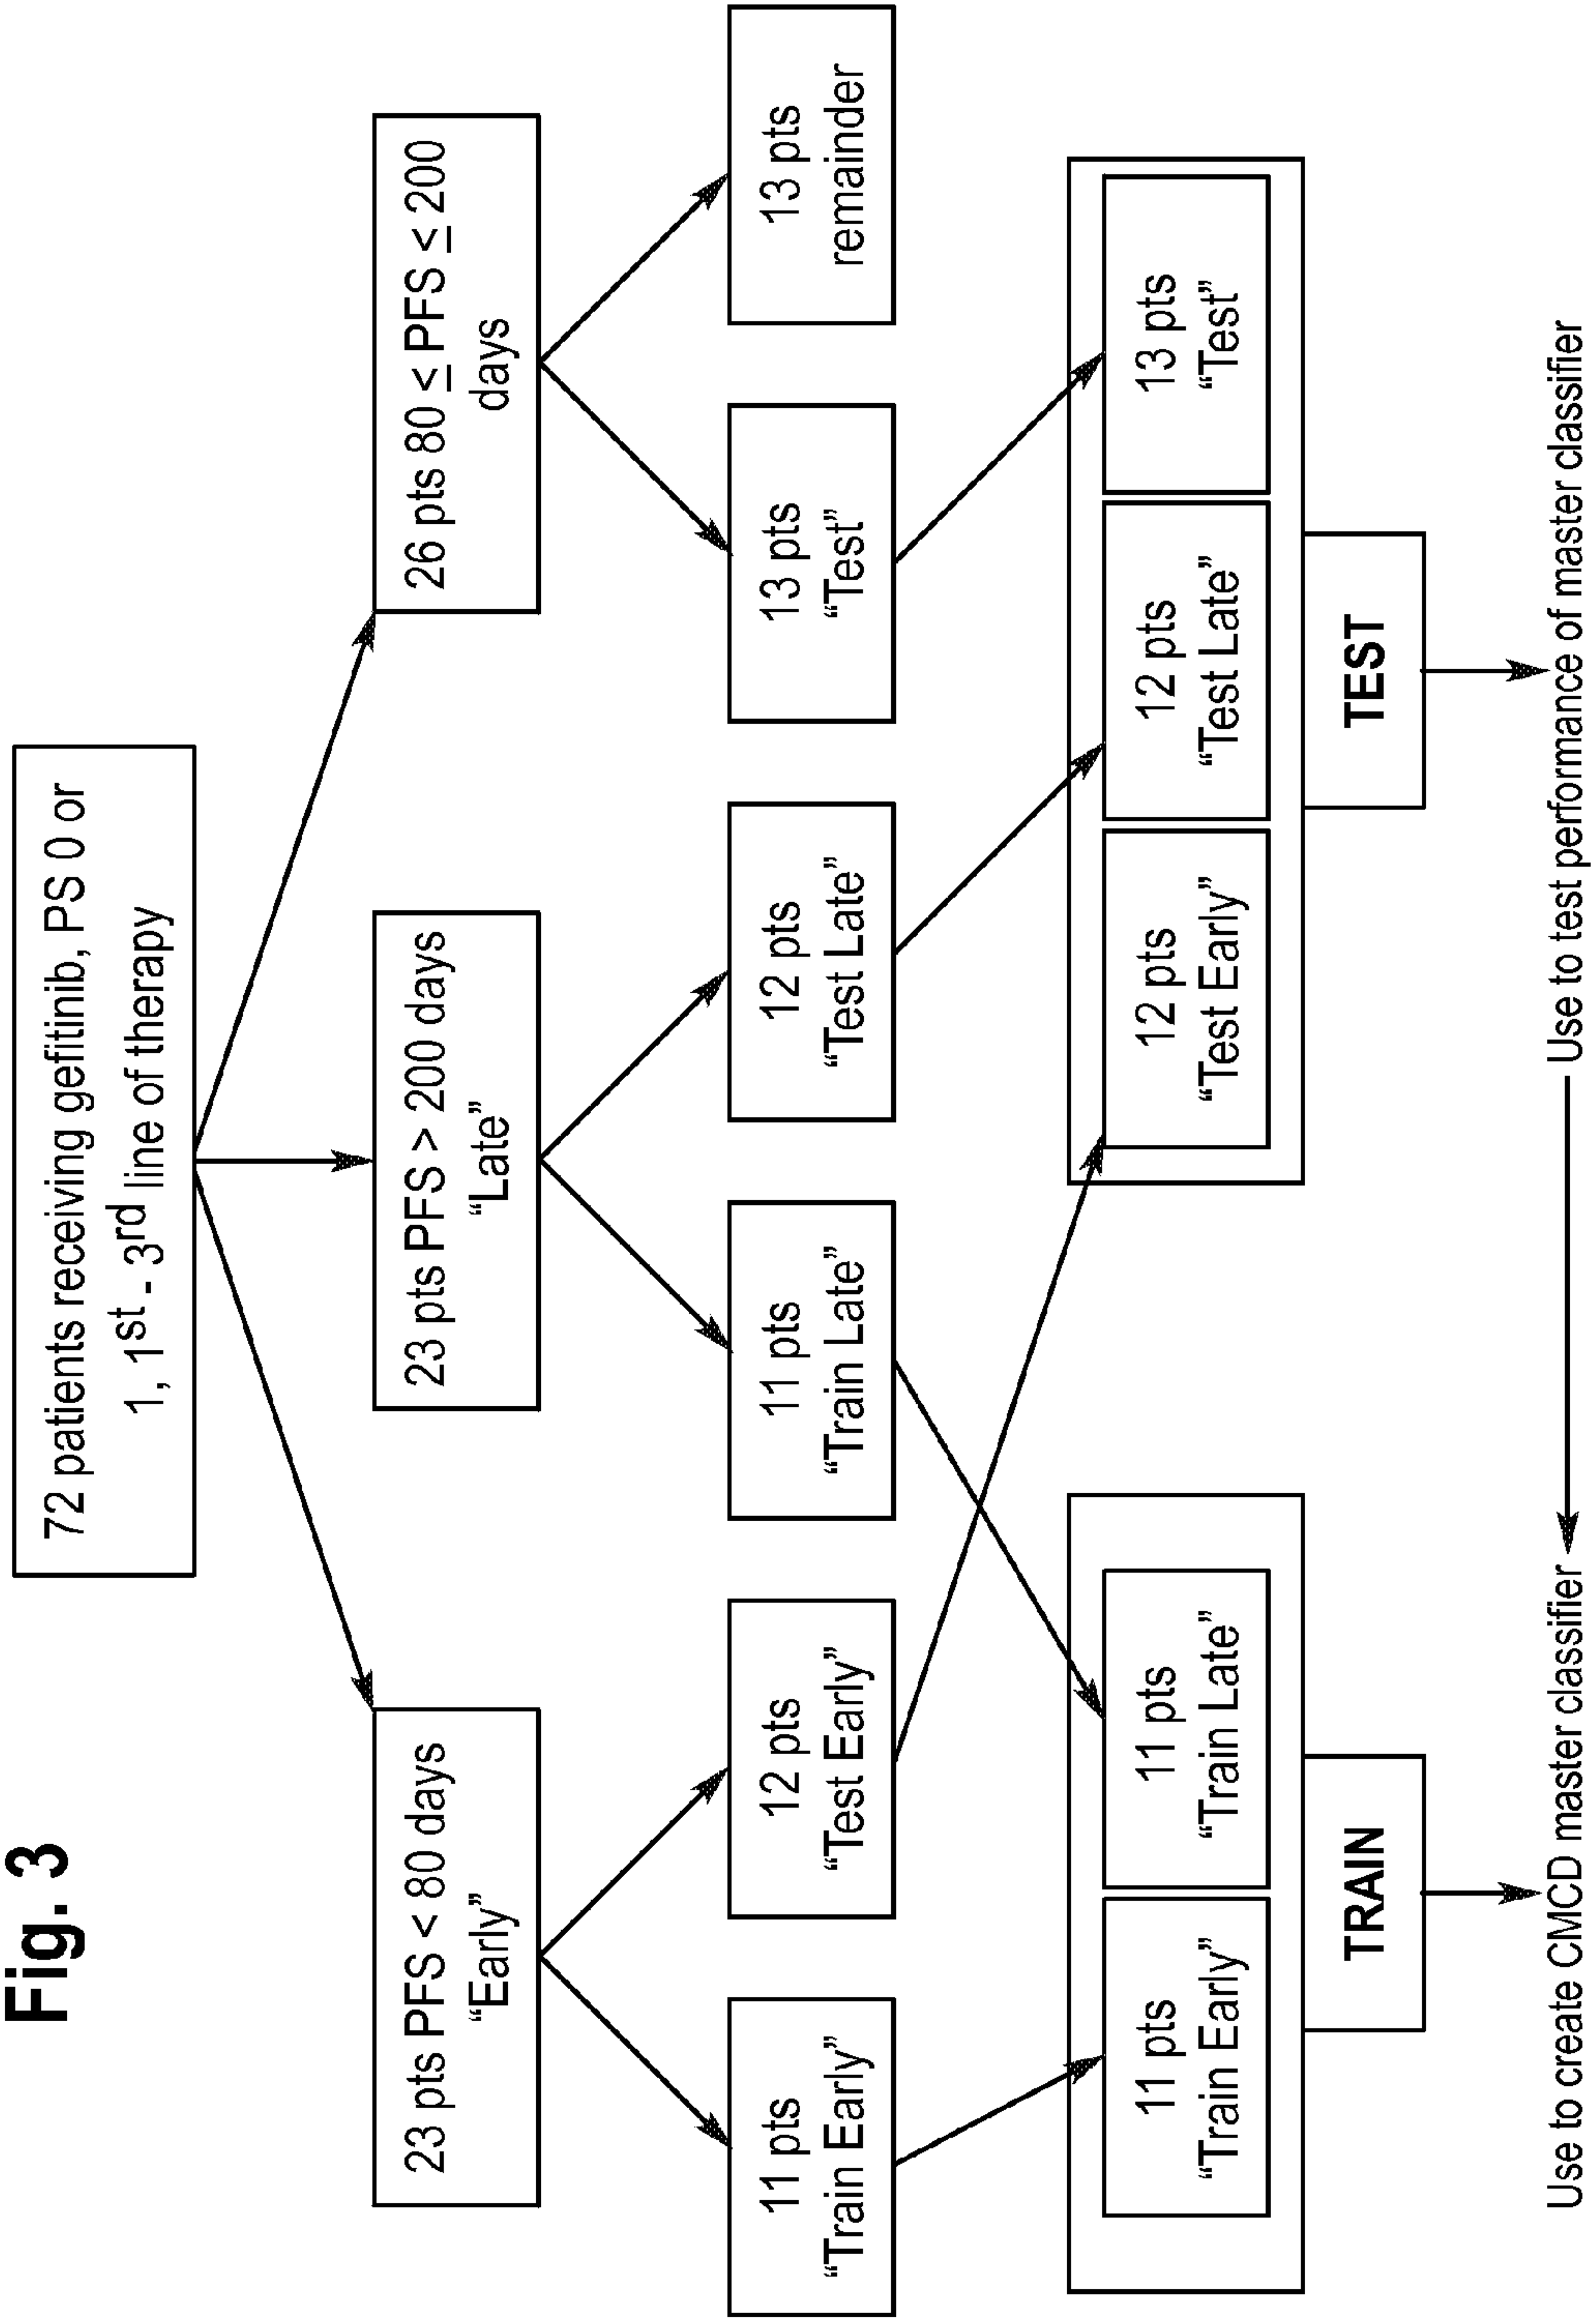 Fig. 3
72 patients receiving gefitinib, PS 0 or
1, 1st - 3rd line of therapy
23 pts PFS < 80 days
“Early”
23 pts PFS > 200 days
“Late”
26 pts 80 ≤ PFS ≤ 200
days
11 pts
“Train Early”
12 pts
“Test Early”
11 pts
“Train Late”
12 pts
“Test Late”
13 pts
“Test”
13 pts
remainder
11 pts
“Train Early”
11 pts
“Train Late”
12 pts
“Test Early”
12 pts
“Test Late”
13 pts
“Test”
TRAIN
TEST
Use to create CMCD master classifier
Use to test performance of master classifier